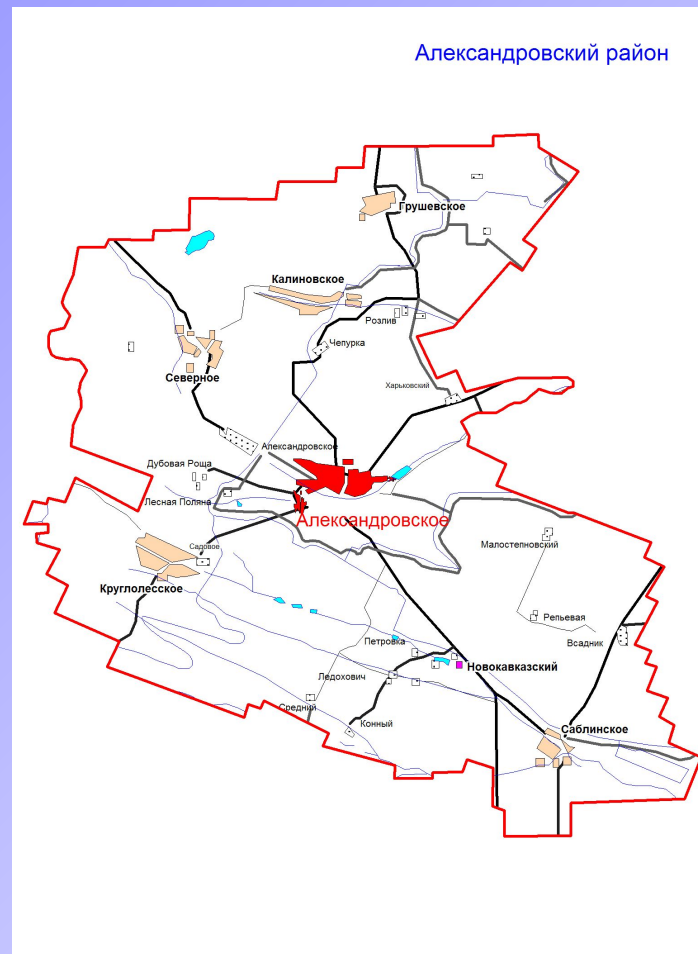 Александровский район
Грушевское
Калиновское
Розлив
Чепурка
Северное
Харьковский
Александровское
Дубовая Роща
Лесная Поляна
Александровское
Садовое
Малостепновский
Круглолесское
Репьевая
Петровка
Всадник
Новокавказский
Ледохович
Средний
Конный
Саблинское